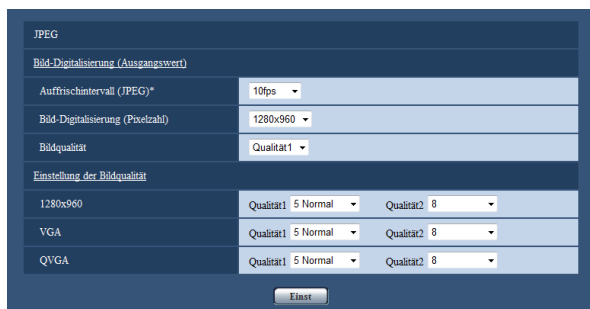 JPEG
Bild-Digitalisierung (Ausgangswert)
Auffrischintervall (JPEG)* 10fps
Bild-Digitalisierung (Pixelzahl) 1280x960
Bildqualität Qualität1
Einstellung der Bildqualität
1280x960 Qualität1 5 Normal Qualität2 8
VGA Qualität1 5 Normal Qualität2 8
QVGA Qualität1 5 Normal Qualität2 8
Einst